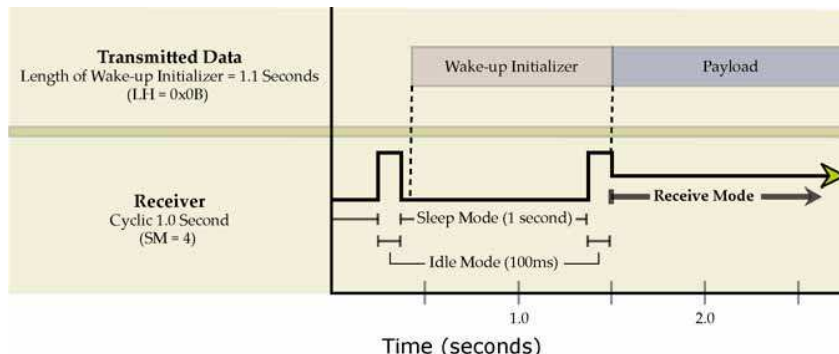 Transmitted Data
Length of Wake-up Initializer = 1.1 Seconds
(LH = 0x0B)
Wake-up Initializer
Payload
Receiver
Cyclic 1.0 Second
(SM = 4)
Receive Mode
Sleep Mode (1 second)
Idle Mode (100ms)
1.0
2.0
Time (seconds)